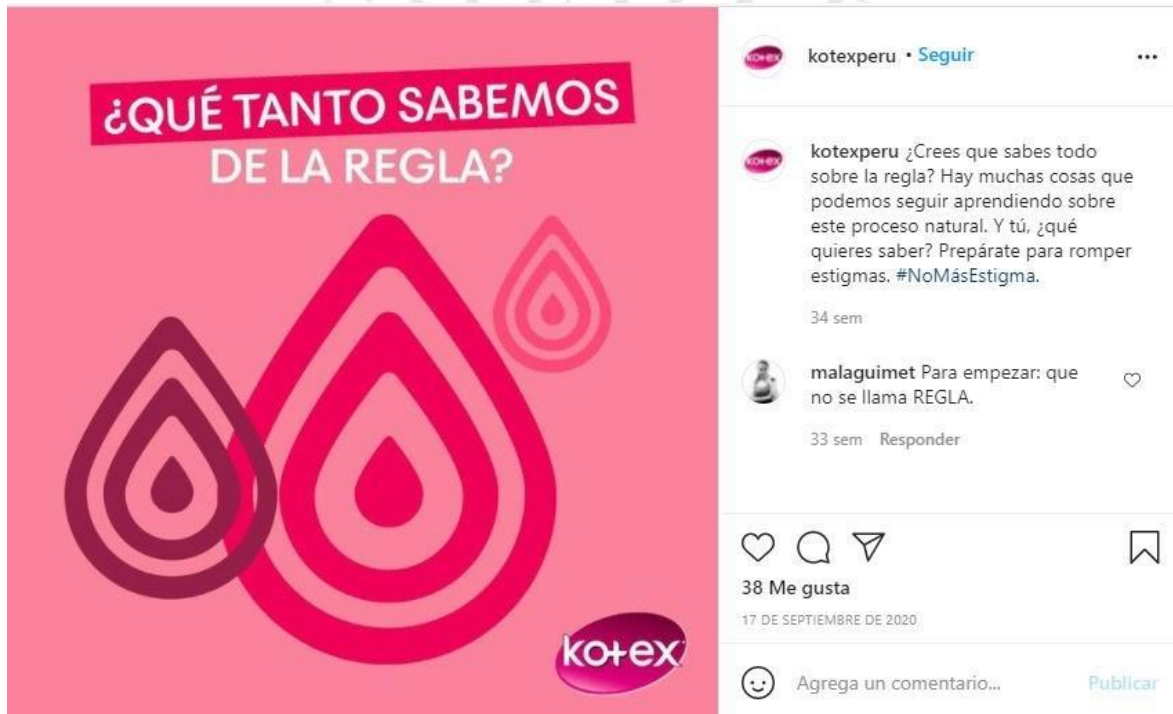 ¿QUÉ TANTO SABEMOS
DE LA REGLA?
kotex
kotex
kotexperu • Seguir
kotex
kotexperu ¿Crees que sabes todo
sobre la regla? Hay muchas cosas que
podemos seguir aprendiendo sobre
este proceso natural. Y tú, ¿qué
quieres saber? Prepárate para romper
estigmas. #NoMásEstigma.
34 sem
malaguimet Para empezar: que
no se llama REGLA.
33 sem Responder
38 Me gusta
17 DE SEPTIEMBRE DE 2020
Agrega un comentario... Publicar